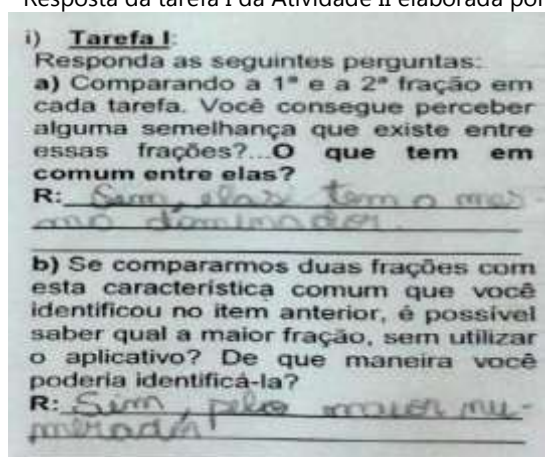 Resposta da tarefa I da Atividade II elaborada por
i) Tarefa I:
Responda as seguintes perguntas:
a) Comparando a 1ª e a 2ª fração em
cada tarefa. Você consegue perceber
alguma semelhança que existe entre
essas frações?...O que tem em
comum entre elas?
R: Sim, elas tem o mes-
mo dominador.
b) Se compararmos duas frações com
esta característica comum que você
identificou no item anterior, é possível
saber qual a maior fração, sem utilizar
o aplicativo? De que maneira você
poderia identificá-la?
R: Sim, pelo maior nu-
merador